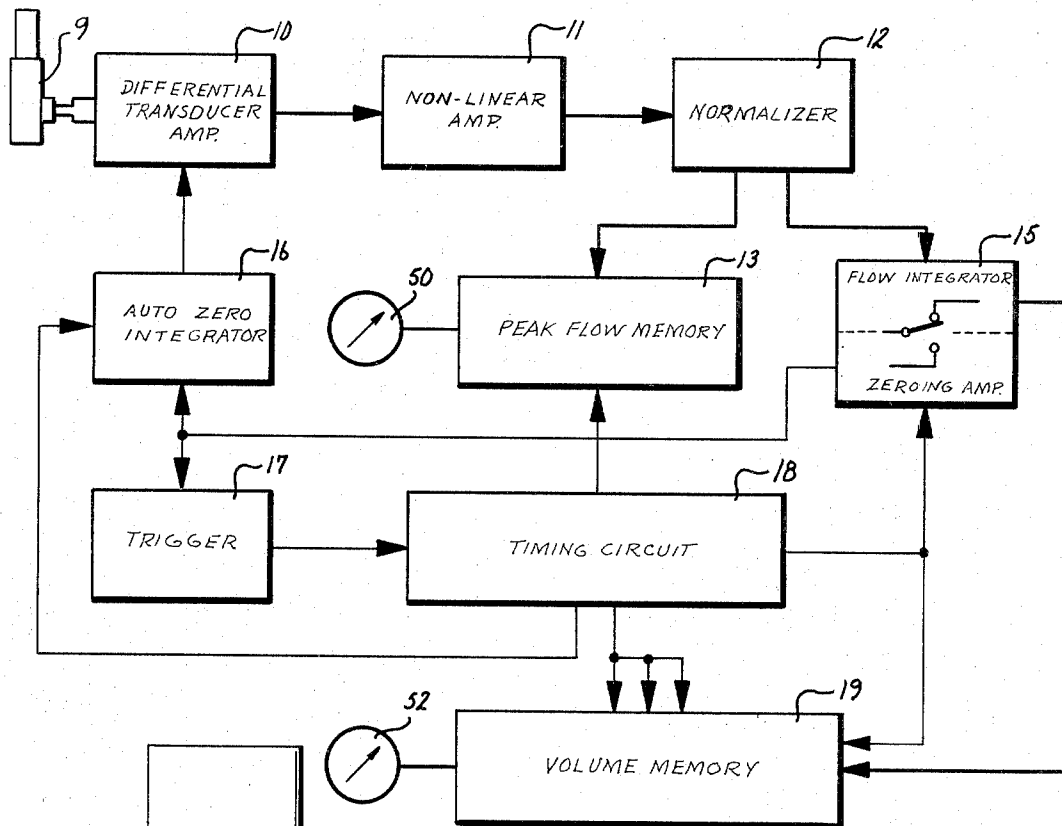 9
10
DIFFERENTIAL
TRANSDUCER
AMP.
11
NON-LINEAR
AMP.
12
NORMALIZER
16
AUTO ZERO
INTEGRATOR
50
13
PEAK FLOW MEMORY
15
FLOW INTEGRATOR
ZEROING AMP.
17
TRIGGER
18
TIMING CIRCUIT
52
19
VOLUME MEMORY